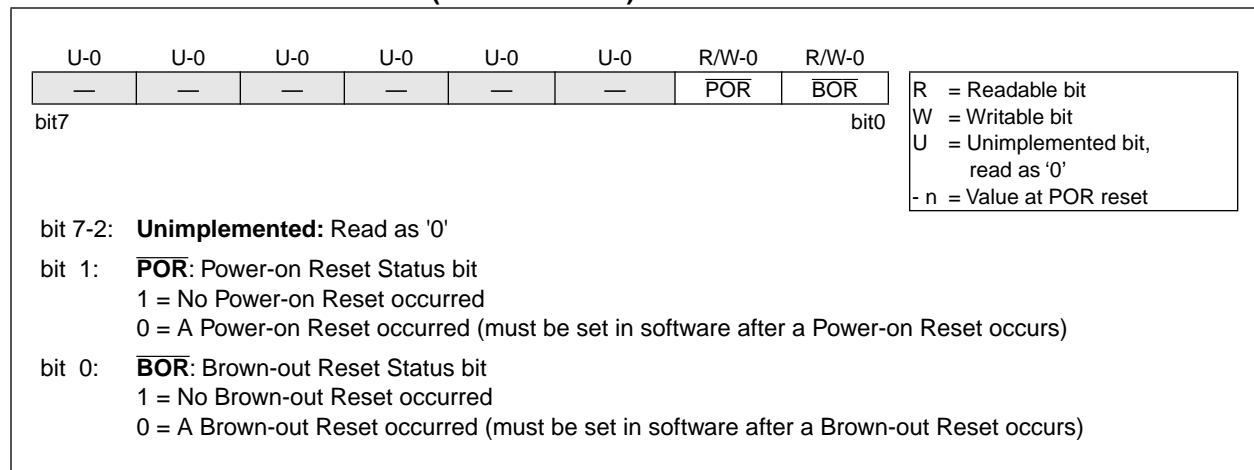 U-0 U-0 U-0 U-0 U-0 U-0 R/W-0 R/W-0
— — — — — — POR BOR
bit7 bit0
R = Readable bit
W = Writable bit
U = Unimplemented bit,
read as ‘0’
- n = Value at POR reset
bit 7-2: Unimplemented: Read as '0'
bit 1: POR: Power-on Reset Status bit
1 = No Power-on Reset occurred
0 = A Power-on Reset occurred (must be set in software after a Power-on Reset occurs)
bit 0: BOR: Brown-out Reset Status bit
1 = No Brown-out Reset occurred
0 = A Brown-out Reset occurred (must be set in software after a Brown-out Reset occurs)